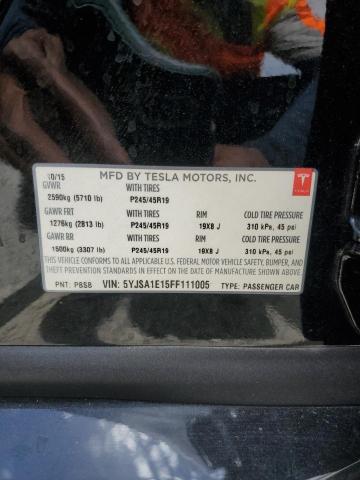 10/15 MFD BY TESLA MOTORS, INC.
GVWR WITH TIRES
2590kg (5710 lb) P245/45R19
GAWR FRT WITH TIRES RIM COLD TIRE PRESSURE
1276kg (2813 lb) P245/45R19 19X8 J 310 kPa, 45 psi
GAWR RR WITH TIRES RIM COLD TIRE PRESSURE
1500kg (3307 lb) P245/45R19 19X8 J 310 kPa, 45 psi
THIS VEHICLE CONFORMS TO ALL APPLICABLE U.S. FEDERAL MOTOR VEHICLE SAFETY, BUMPER, AND
THEFT PREVENTION STANDARDS IN EFFECT ON THE DATE OF MANUFACTURE SHOWN ABOVE.
PNT: PBSB VIN: 5YJSA1E15FF111005 TYPE: PASSENGER CAR
TESLA